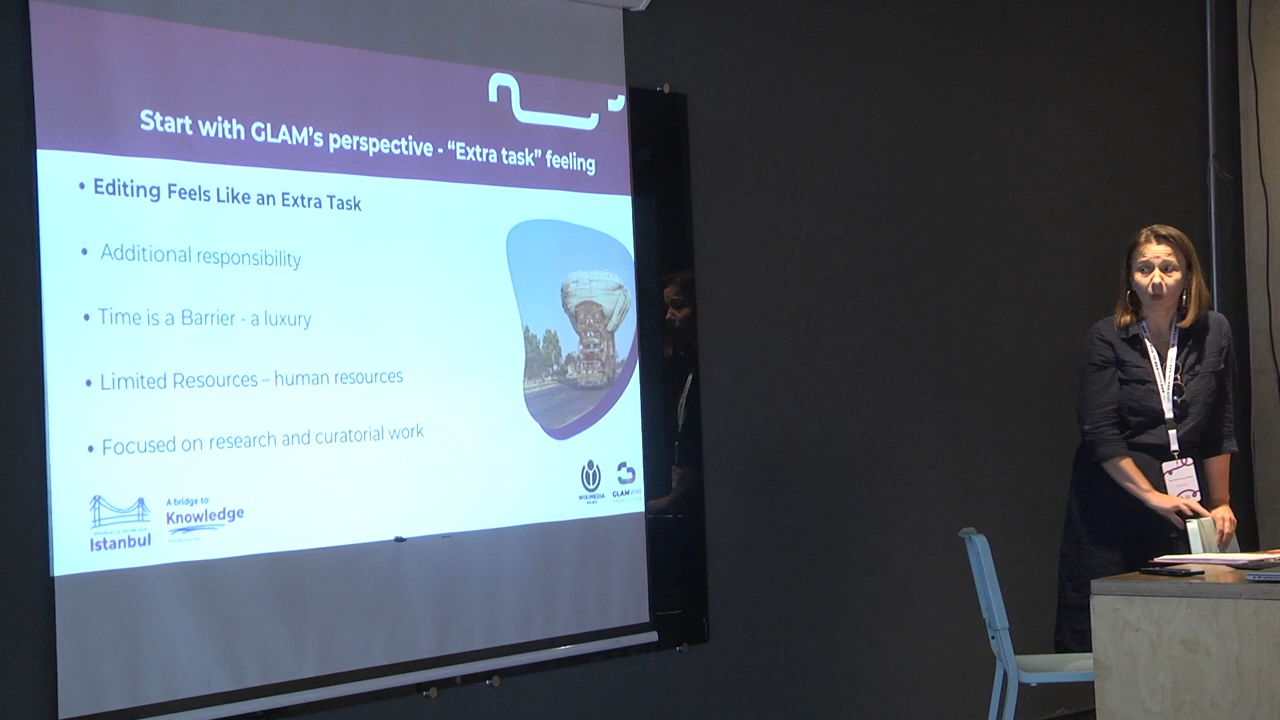 Start with GLAM's perspective - “Extra task” feeling
• Editing Feels Like an Extra Task
• Additional responsibility
• Time is a Barrier - a luxury
• Limited Resources – human resources
• Focused on research and curatorial work
Istanbul
A bridge to
Knowledge
WIKIMEDIA
GLAMWIKI